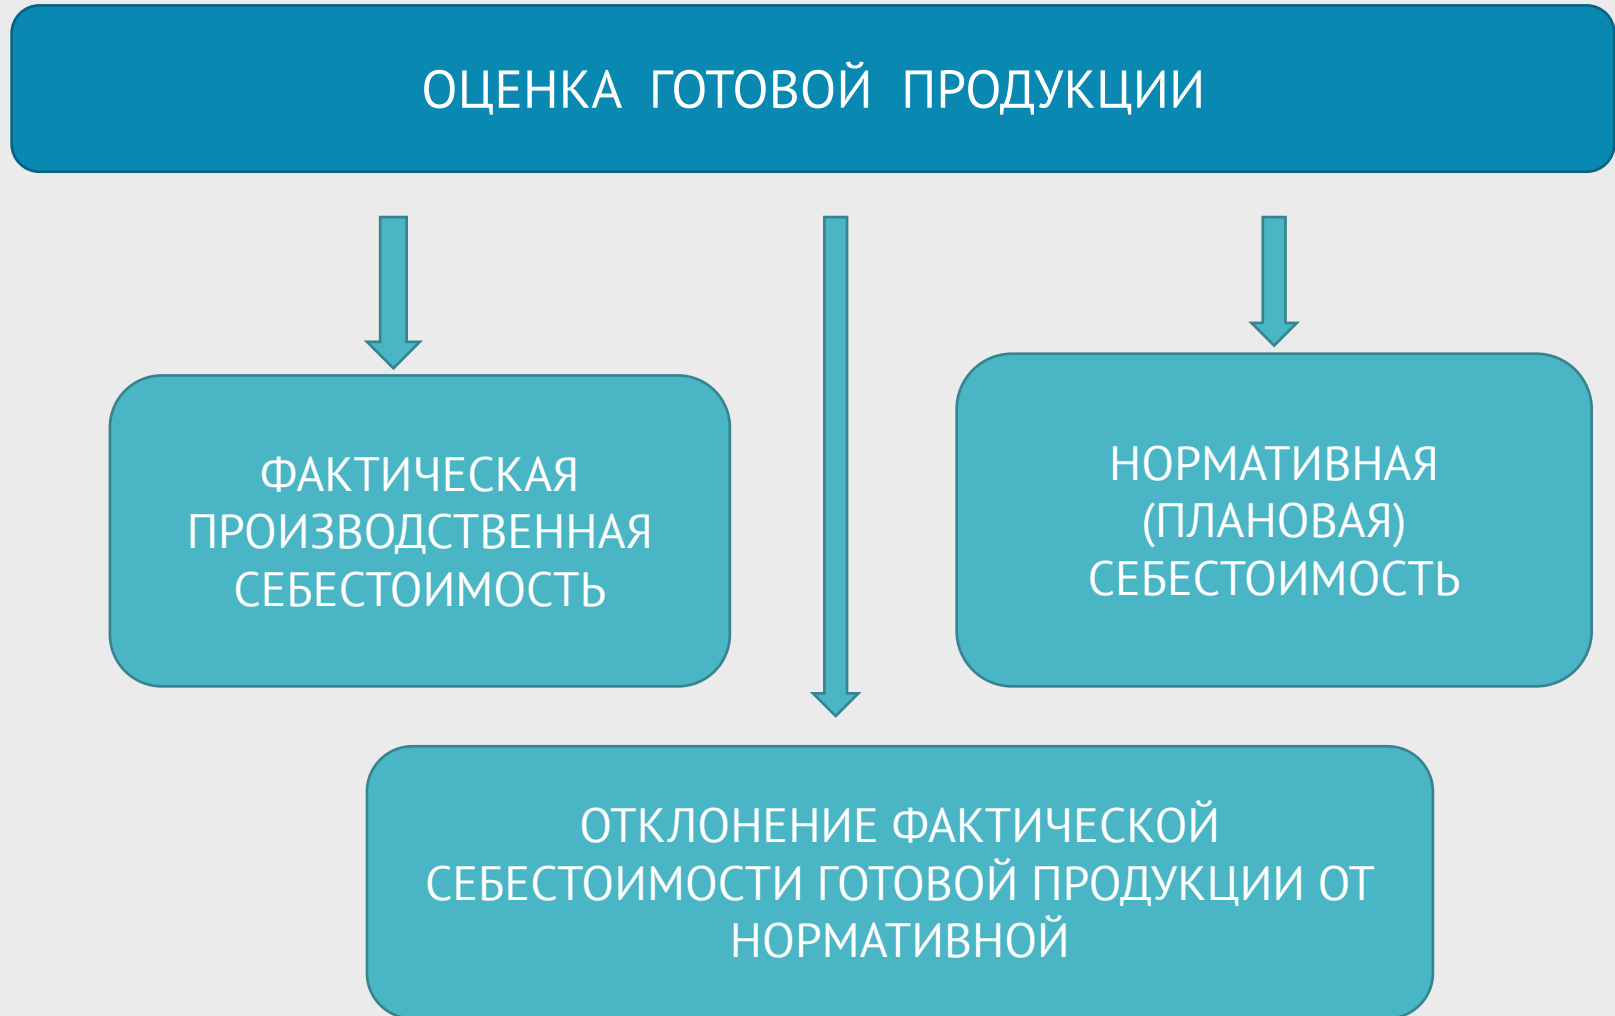 ОЦЕНКА ГОТОВОЙ ПРОДУКЦИИ
ФАКТИЧЕСКАЯ
ПРОИЗВОДСТВЕННАЯ
СЕБЕСТОИМОСТЬ
НОРМАТИВНАЯ
(ПЛАНОВАЯ)
СЕБЕСТОИМОСТЬ
ОТКЛОНЕНИЕ ФАКТИЧЕСКОЙ
СЕБЕСТОИМОСТИ ГОТОВОЙ ПРОДУКЦИИ ОТ
НОРМАТИВНОЙ